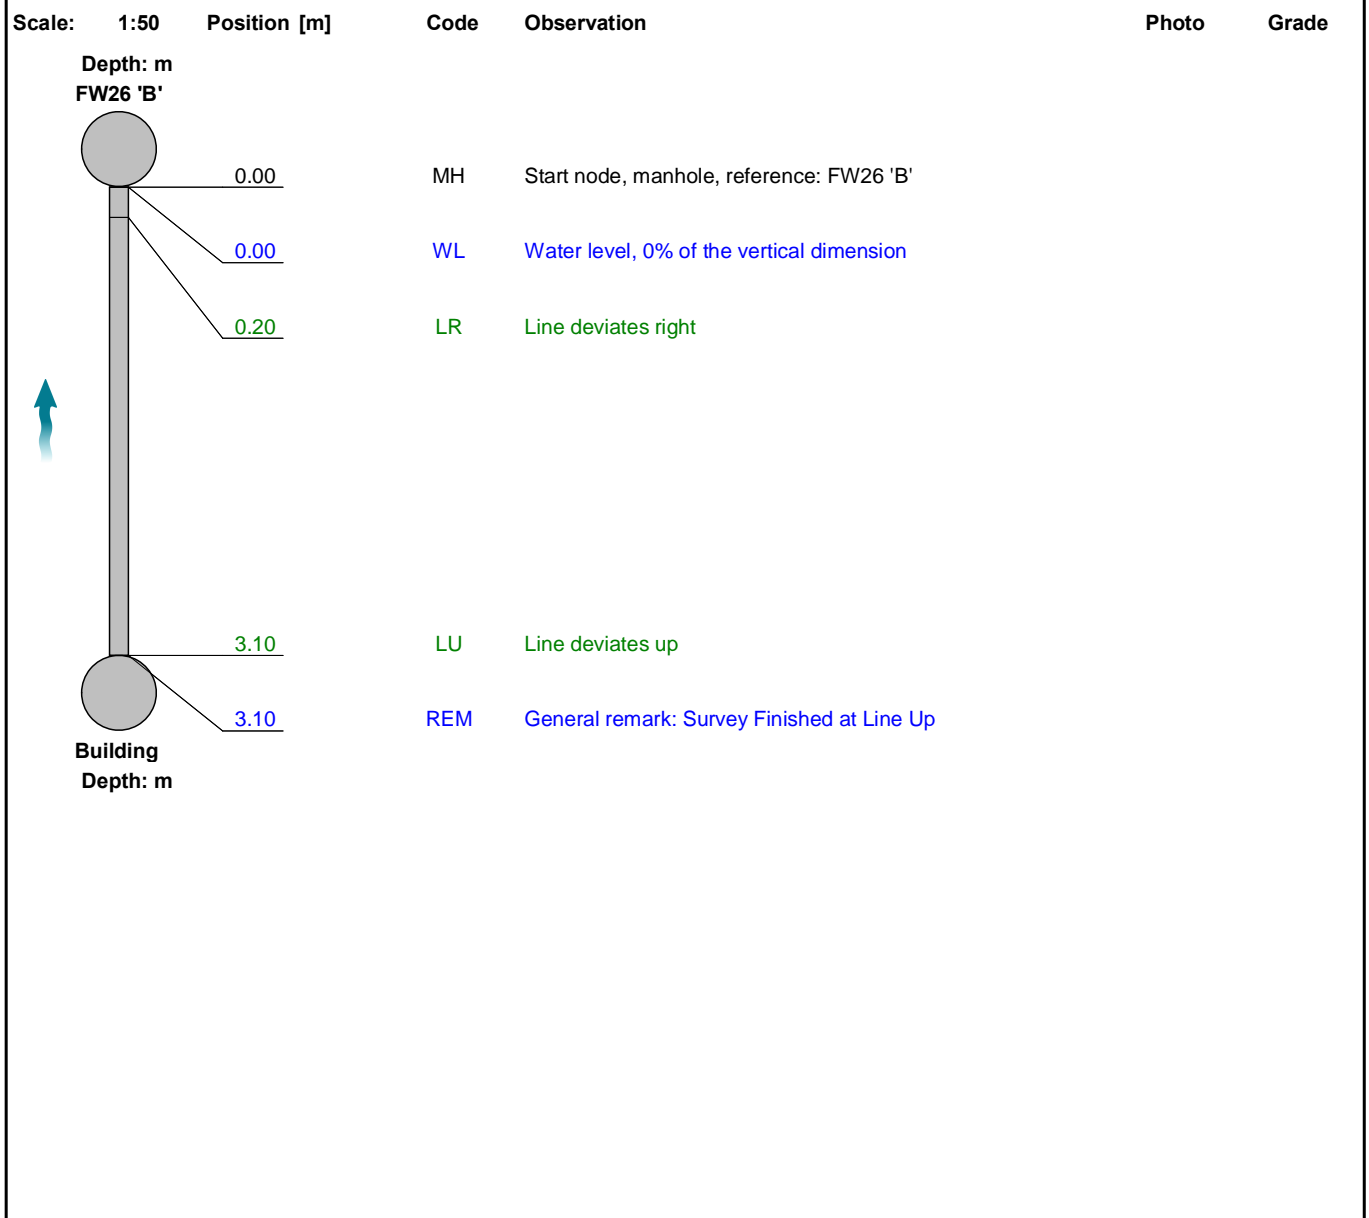 Scale: 1:50 Position [m] Code Observation Photo Grade
Depth: m
FW26 'B'
0.00 MH Start node, manhole, reference: FW26 'B'
0.00 WL Water level, 0% of the vertical dimension
0.20 LR Line deviates right
3.10 LU Line deviates up
3.10 REM General remark: Survey Finished at Line Up
Building
Depth: m